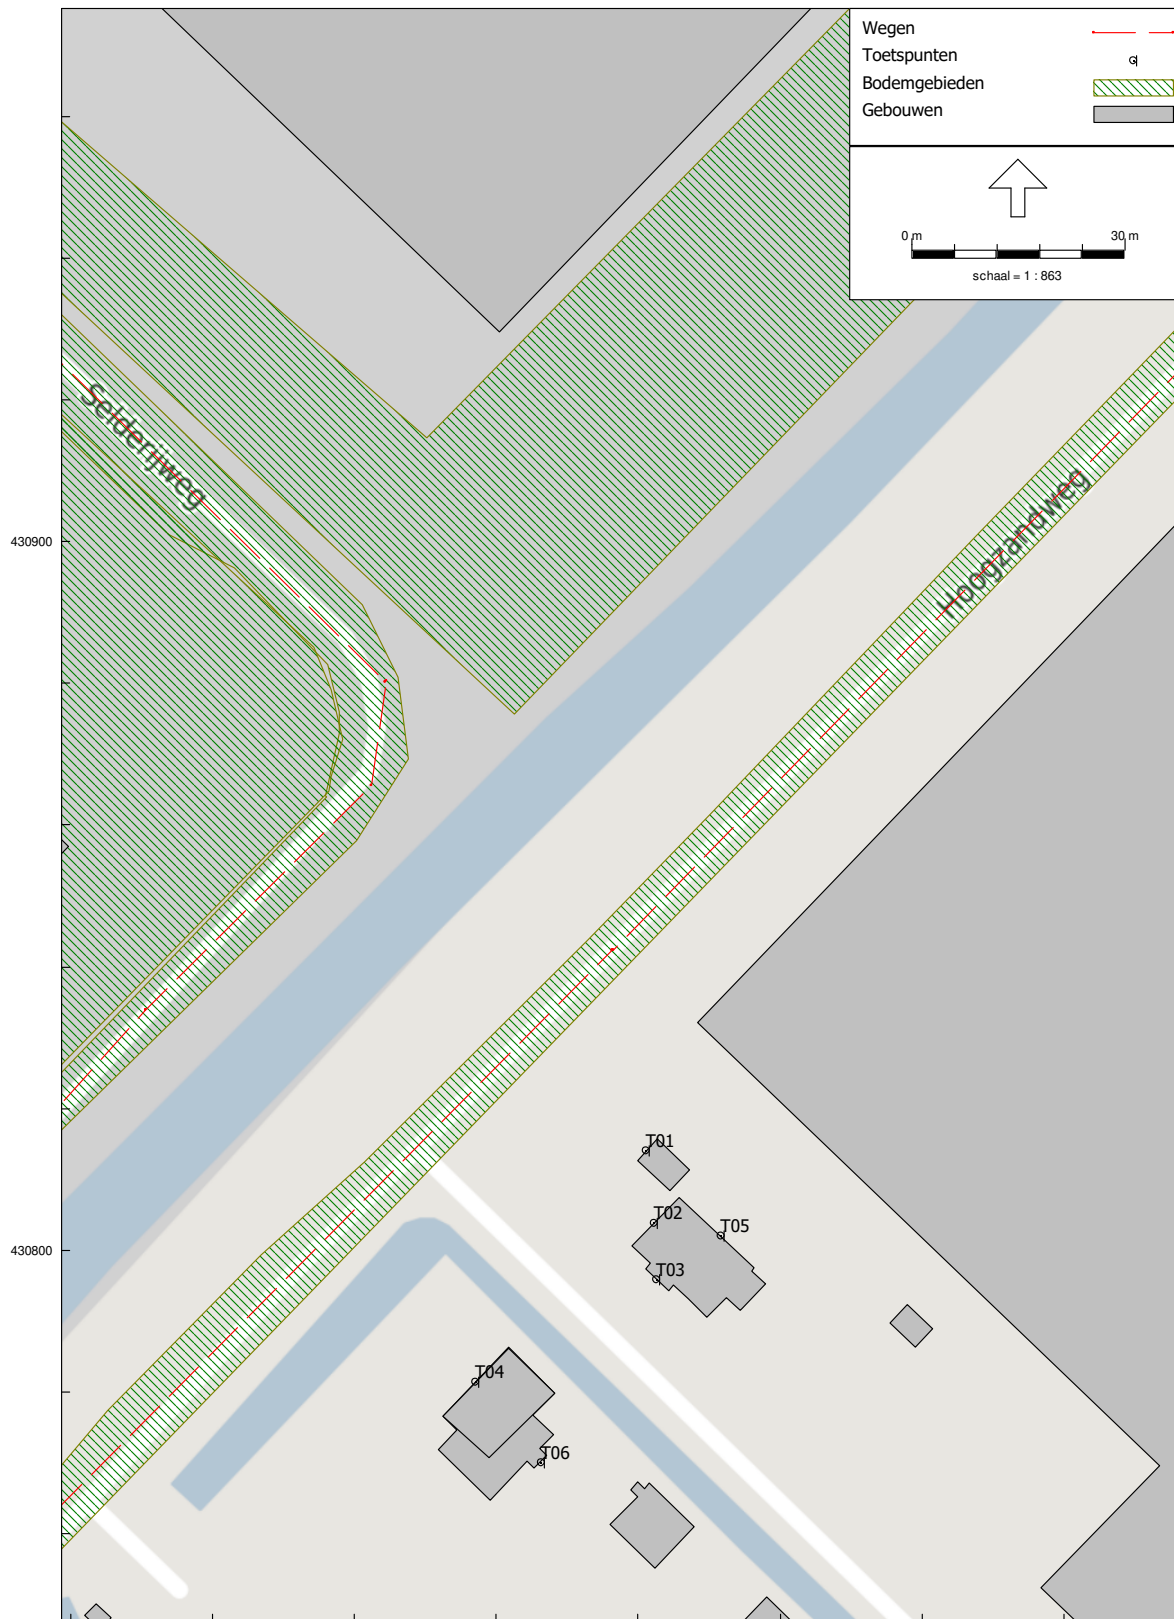 Wegen
Toetspunten
Bodemgebieden
Gebouwen
0 m 30 m
schaal = 1 : 863
Selderijweg
Hoogzandweg
430900
T01
T02
T05
430800
T03
T04
T06